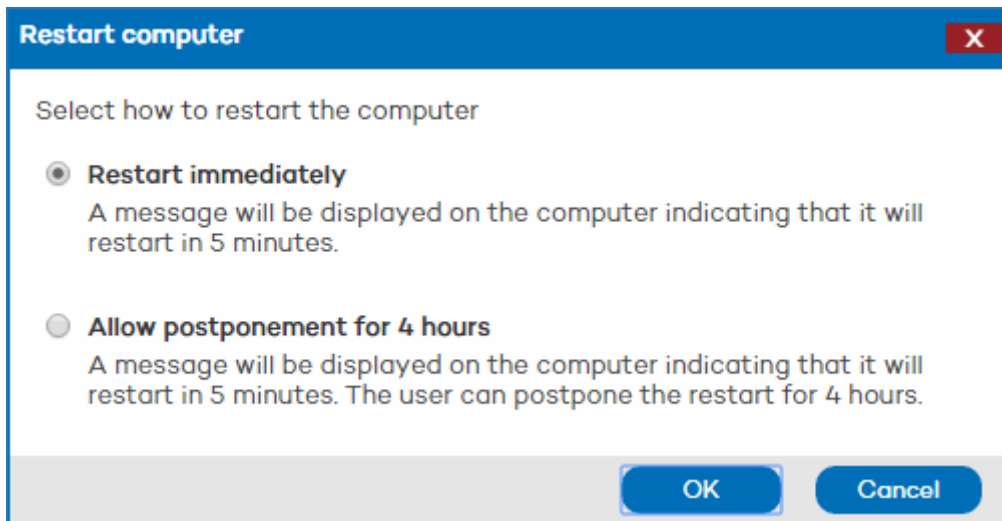 Restart computer
X
Select how to restart the computer
Restart immediately
A message will be displayed on the computer indicating that it will
restart in 5 minutes.
Allow postponement for 4 hours
A message will be displayed on the computer indicating that it will
restart in 5 minutes. The user can postpone the restart for 4 hours.
OK Cancel